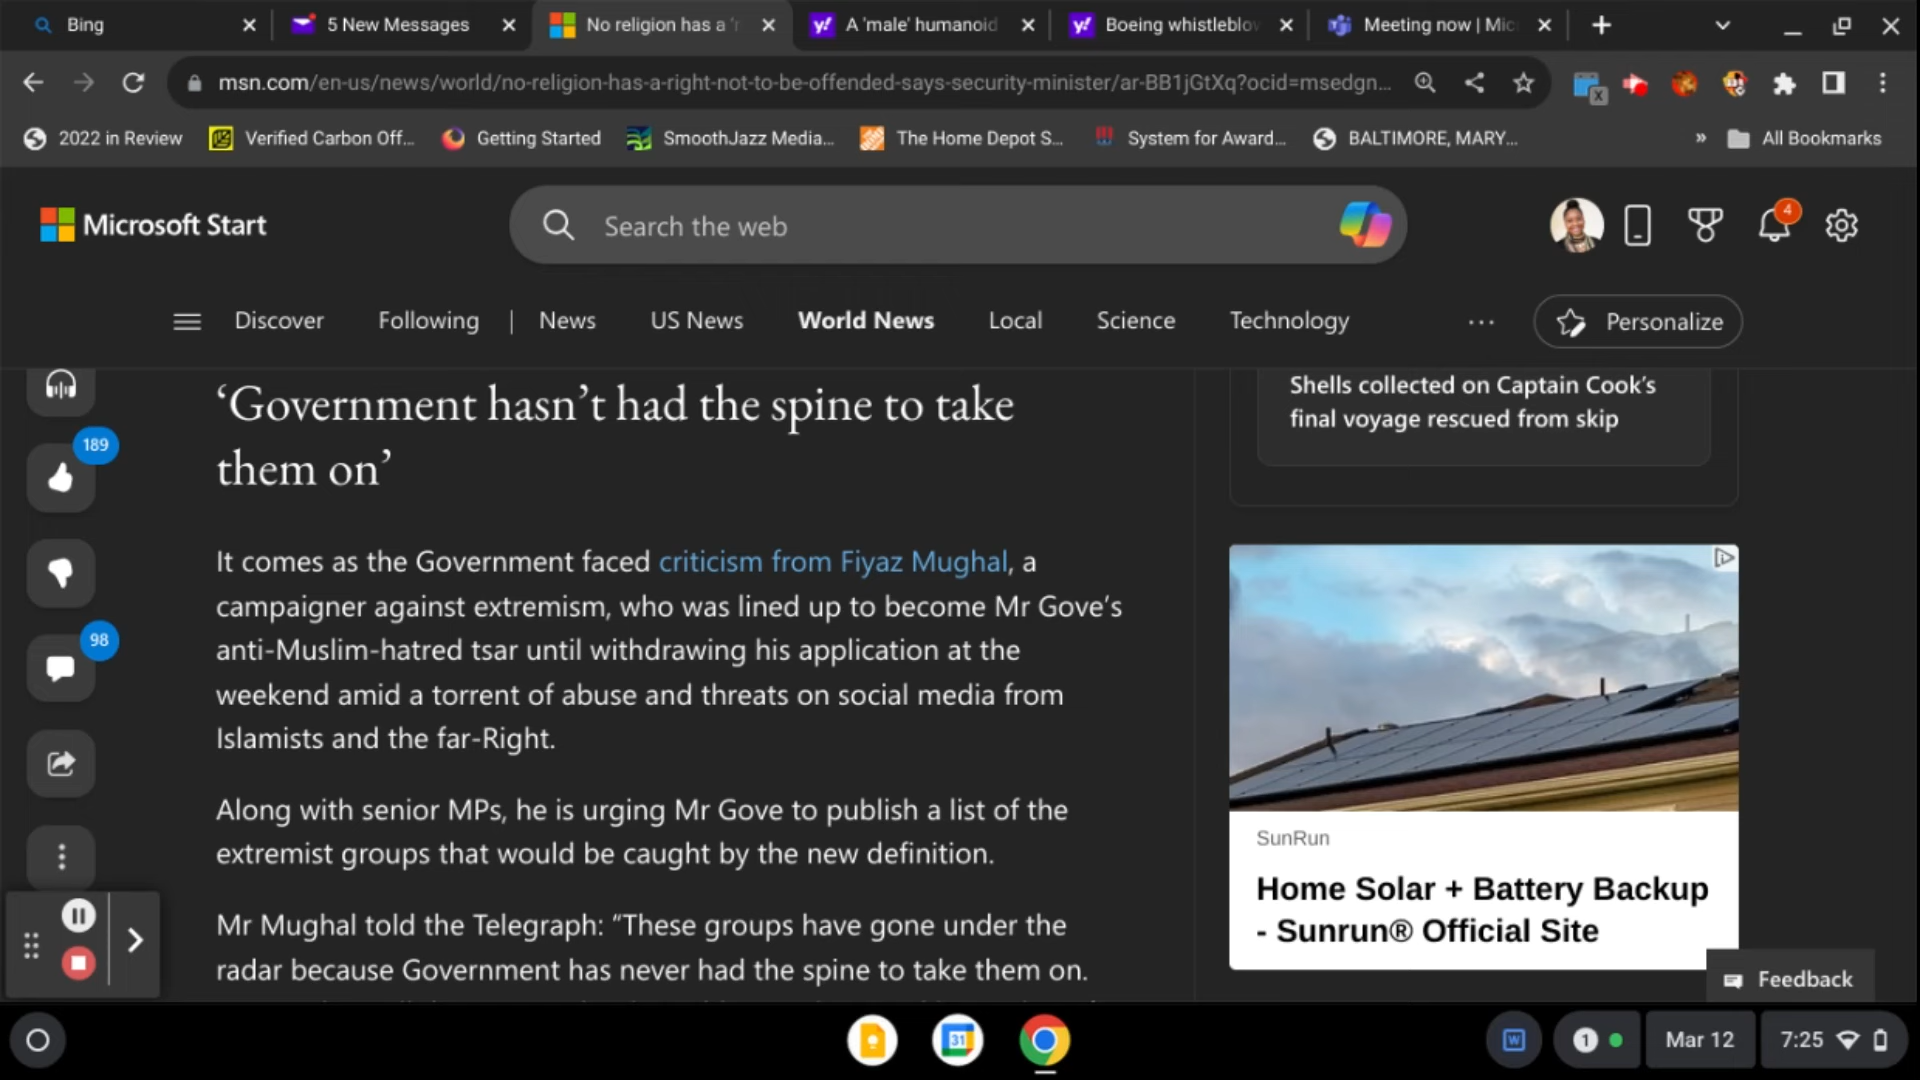 Bing
5 New Messages
No religion has a 'r
A 'male' humanoid
Boeing whistleblov
Meeting now | Mic
msn.com/en-us/news/world/no-religion-has-a-right-not-to-be-offended-says-security-minister/ar-BB1jGtXq?ocid=msedgn...
2022 in Review
Verified Carbon Off...
Getting Started
SmoothJazz Media...
The Home Depot S...
System for Award...
BALTIMORE, MARY...
»
All Bookmarks
Microsoft Start
Search the web
4
Discover
Following
News
US News
World News
Local
Science
Technology
...
Personalize
‘Government hasn’t had the spine to take
them on’
189
98
It comes as the Government faced criticism from Fiyaz Mughal, a
campaigner against extremism, who was lined up to become Mr Gove’s
anti-Muslim-hatred tsar until withdrawing his application at the
weekend amid a torrent of abuse and threats on social media from
Islamists and the far-Right.
Along with senior MPs, he is urging Mr Gove to publish a list of the
extremist groups that would be caught by the new definition.
Mr Mughal told the Telegraph: “These groups have gone under the
radar because Government has never had the spine to take them on.
Shells collected on Captain Cook’s
final voyage rescued from skip
SunRun
Home Solar + Battery Backup
- Sunrun® Official Site
Feedback
31
W
1
Mar 12
7:25